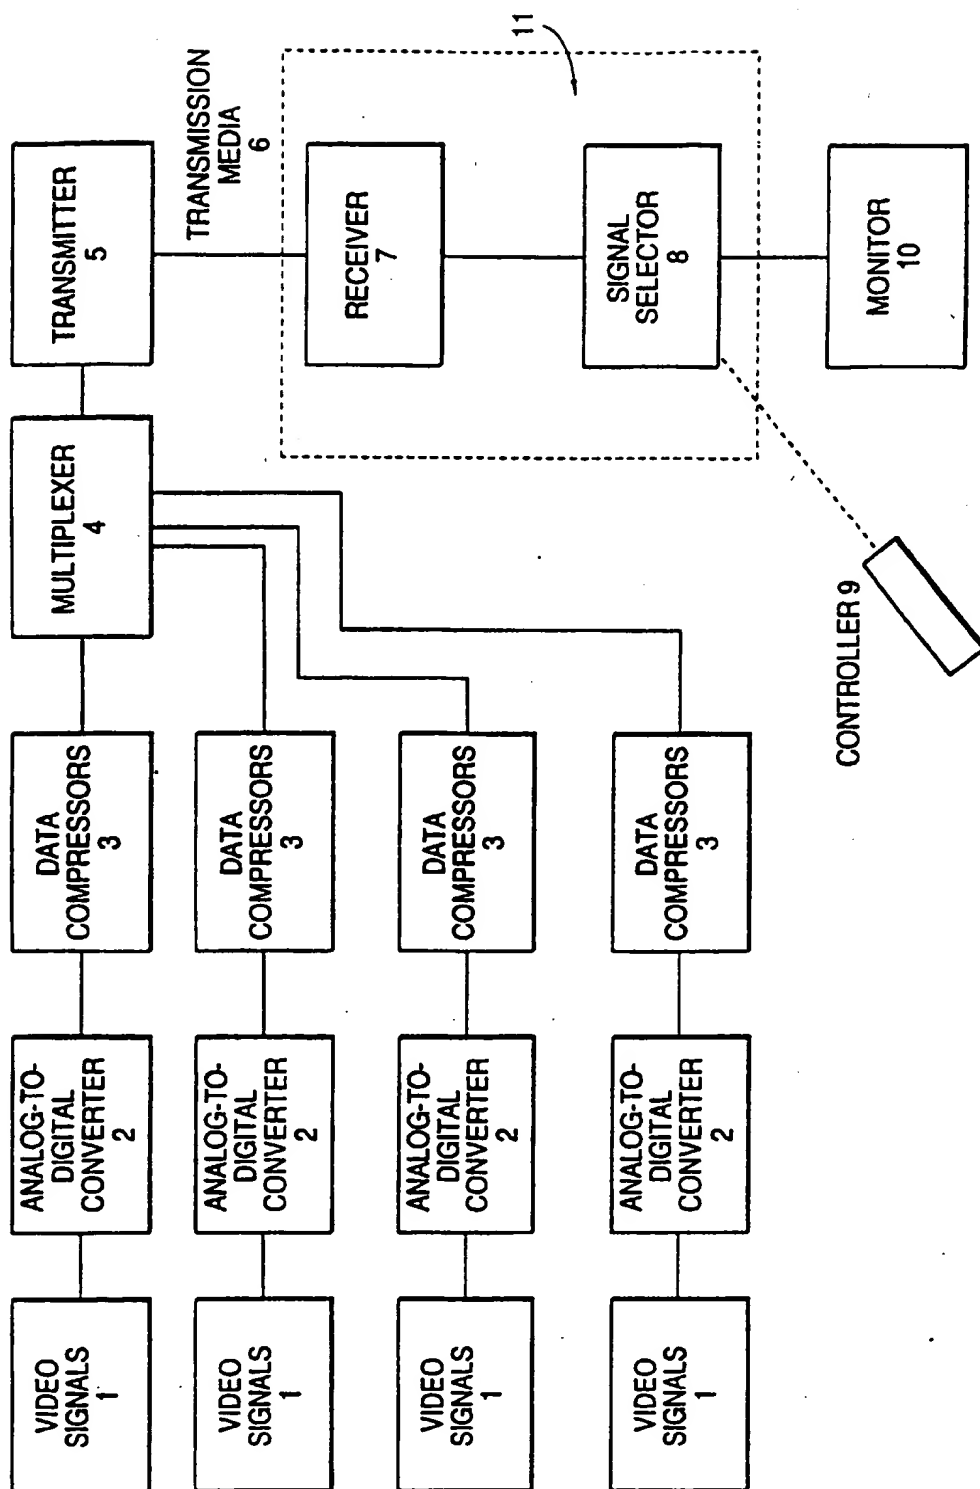 VIDEO
SIGNALS
1
ANALOG-TO-
DIGITAL
CONVERTER
2
DATA
COMPRESSORS
3
MULTIPLEXER
4
TRANSMITTER
5
VIDEO
SIGNALS
1
ANALOG-TO-
DIGITAL
CONVERTER
2
DATA
COMPRESSORS
3
VIDEO
SIGNALS
1
ANALOG-TO-
DIGITAL
CONVERTER
2
DATA
COMPRESSORS
3
VIDEO
SIGNALS
1
ANALOG-TO-
DIGITAL
CONVERTER
2
DATA
COMPRESSORS
3
TRANSMISSION
MEDIA
6
RECEIVER
7
11
SIGNAL
SELECTOR
8
CONTROLLER 9
MONITOR
10